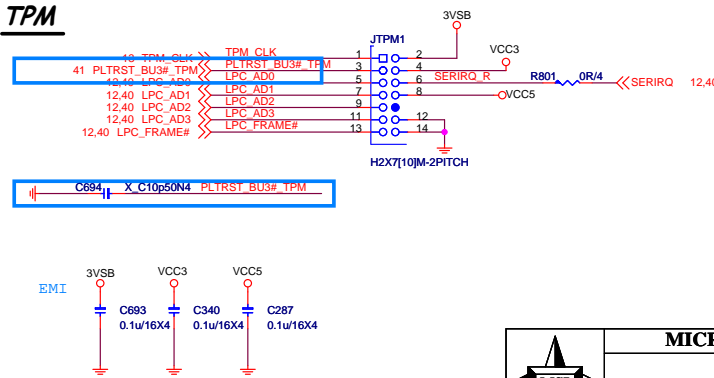 TPM
JTPM1
3VSB
VCC3
13 TPM_CLK TPM_CLK 1 2
41 PLTRST_BU3#_TPM PLTRST_BU3#_TPM 3 4
12,40 LPC_AD0 LPC_AD0 5 6 SERIRQ_R R801 0R/4 SERIRQ 12,40
12,40 LPC_AD1 LPC_AD1 7 8 VCC5
12,40 LPC_AD2 LPC_AD2 9
12,40 LPC_AD3 LPC_AD3 11 12
12,40 LPC_FRAME# LPC_FRAME# 13 14
H2X7[10]M-2PITCH
C694 X_C10p50N4 PLTRST_BU3#_TPM
EMI
3VSB VCC3 VCC5
C693 C340 C287
0.1u/16X4 0.1u/16X4 0.1u/16X4
MICR